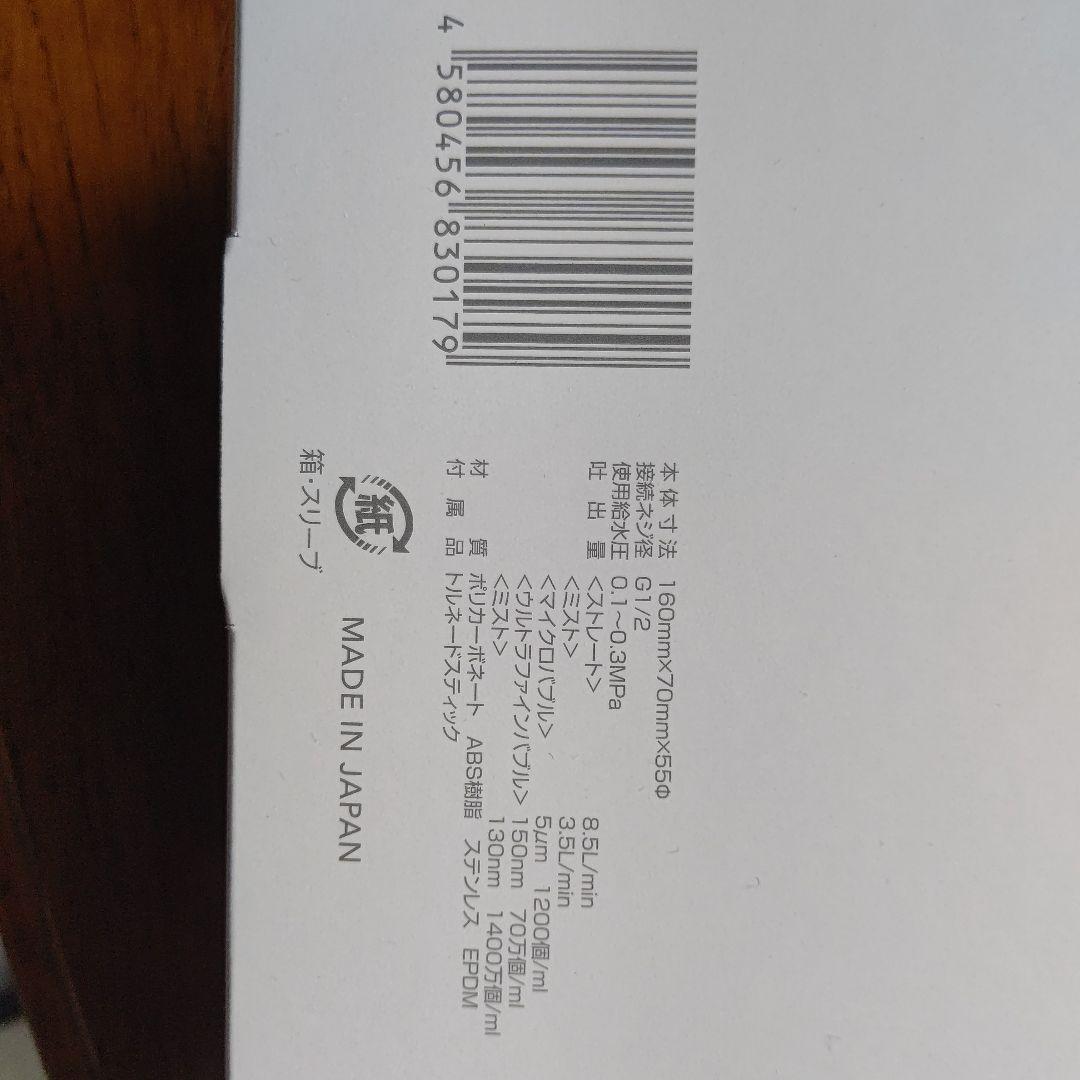 4 580456 830179
本体寸法 160mm×70mm×55Φ
接続ネジ径 G1/2
使用給水圧 0.1~0.3MPa
吐出量 <ストレート> 8.5L/min
<ミスト> 3.5L/min
<マイクロバブル> 5μm 1200個/ml
<ウルトラファインバブル> 150nm 70万個/ml
<ミスト> 130nm 1400万個/ml
材質 ポリカーボネート ABS樹脂 ステンレス EPDM
付属品 トルネードスティック
紙
箱・スリーブ
MADE IN JAPAN